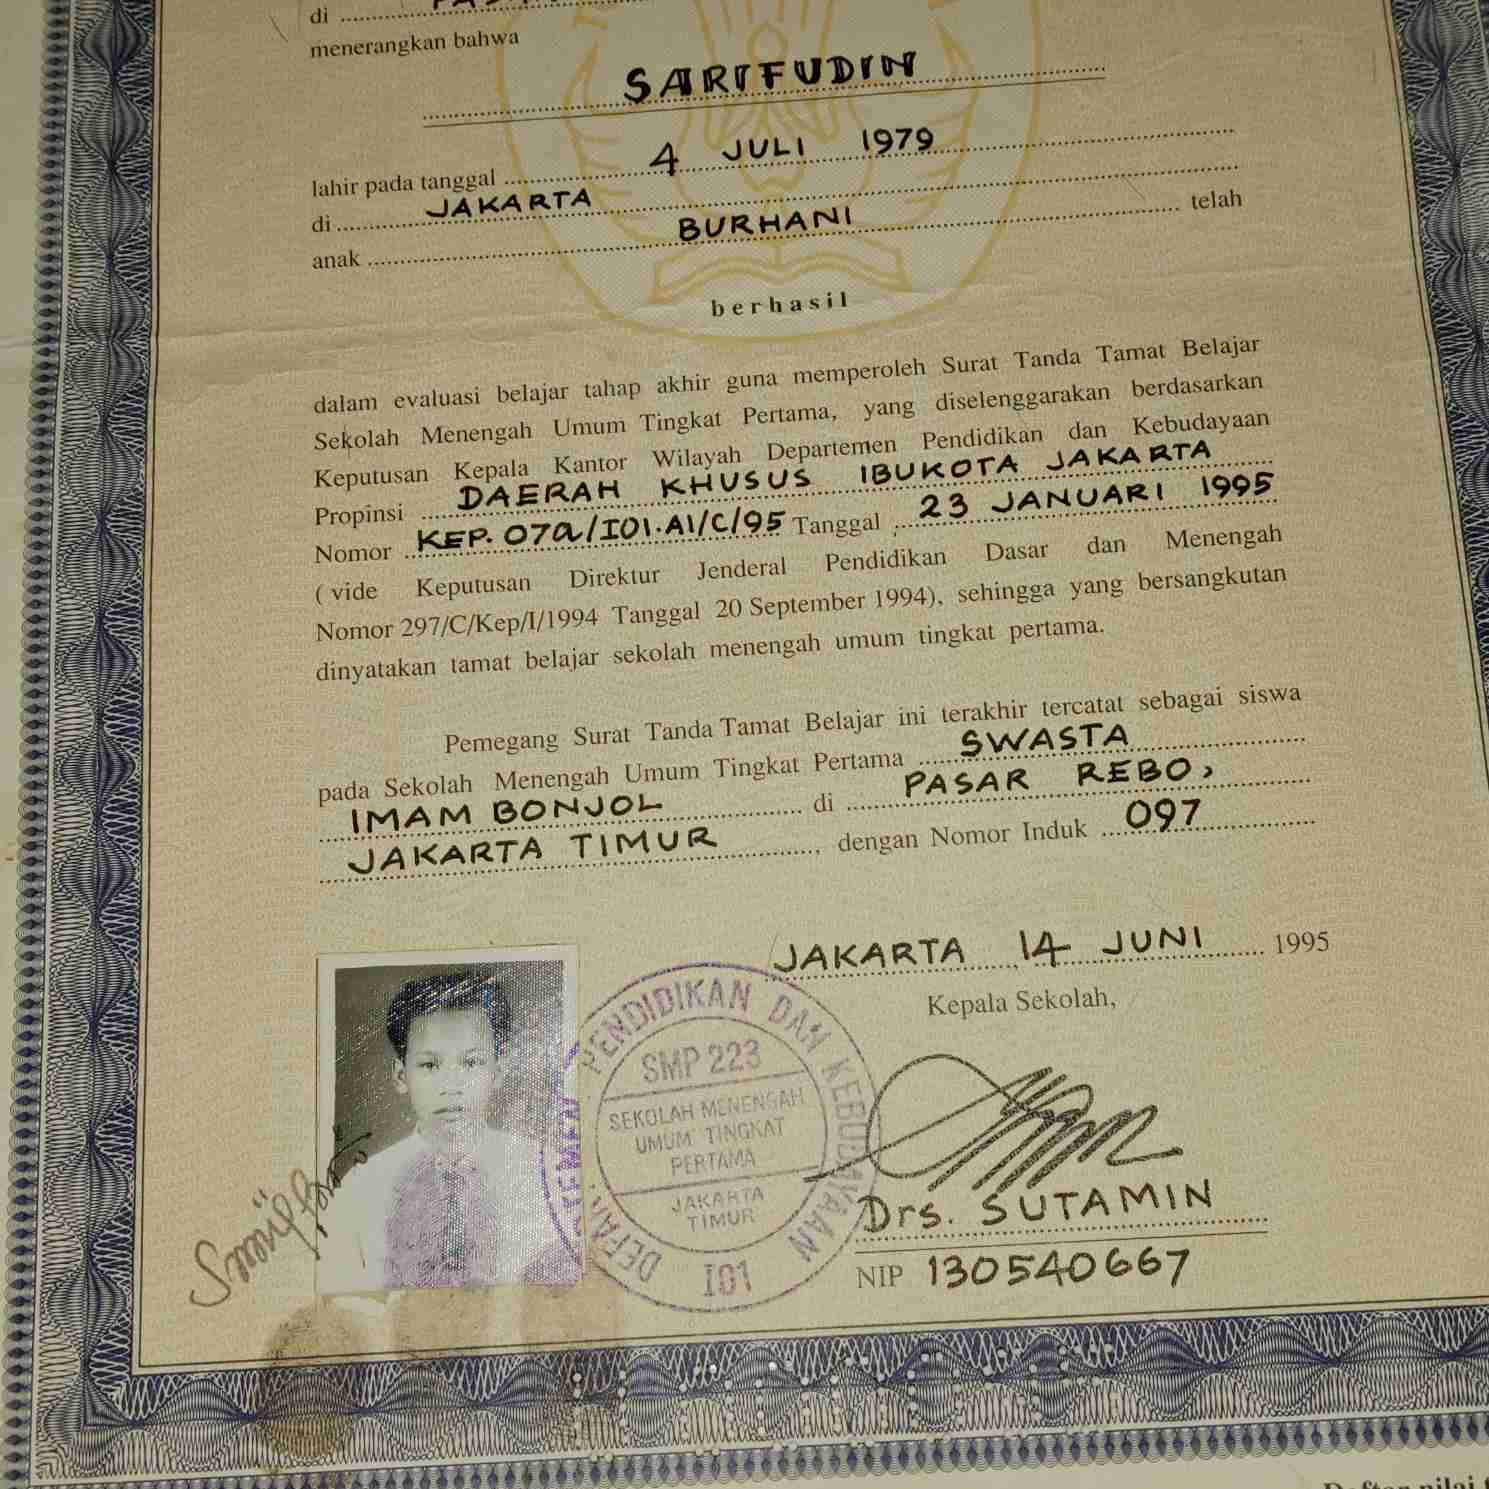 di
menerangkan bahwa
SARIFUDIN
lahir pada tanggal 4 JULI 1979
di JAKARTA
anak BURHANI telah
berhasil
dalam evaluasi belajar tahap akhir guna memperoleh Surat Tanda Tamat Belajar
Sekolah Menengah Umum Tingkat Pertama, yang diselenggarakan berdasarkan
Keputusan Kepala Kantor Wilayah Departemen Pendidikan dan Kebudayaan
Propinsi DAERAH KHUSUS IBUKOTA JAKARTA
Nomor KEP. 07a/I01.A1/C/95 Tanggal 23 JANUARI 1995
( vide Keputusan Direktur Jenderal Pendidikan Dasar dan Menengah
Nomor 297/C/Kep/I/1994 Tanggal 20 September 1994), sehingga yang bersangkutan
dinyatakan tamat belajar sekolah menengah umum tingkat pertama.
Pemegang Surat Tanda Tamat Belajar ini terakhir tercatat sebagai siswa
pada Sekolah Menengah Umum Tingkat Pertama SWASTA
IMAM BONJOL di PASAR REBO,
JAKARTA TIMUR, dengan Nomor Induk 097
JAKARTA 14 JUNI 1995
Kepala Sekolah,
DEPARTEMEN PENDIDIKAN DAN KEBUDAYAAN
SMP 223
SEKOLAH MENENGAH
UMUM TINGKAT
PERTAMA
JAKARTA
TIMUR
I01
Drs. SUTAMIN
NIP 130540667